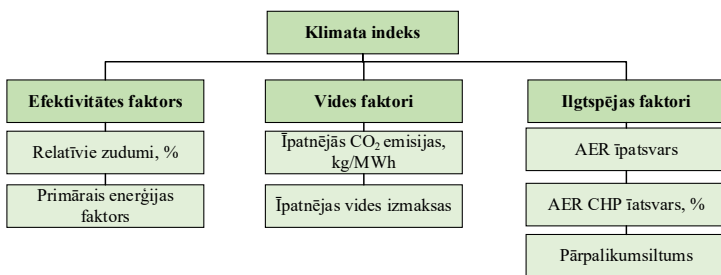 Klimata indeks
Efektivitātes faktors
Vides faktori
Ilgtspējas faktori
Relatīvie zudumi, %
Īpatnējās CO₂ emisijas,
kg/MWh
AER īpatsvars
Primārais enerģijas
faktors
Īpatnējas vides izmaksas
AER CHP īatsvars, %
Pārpalikumsiltums